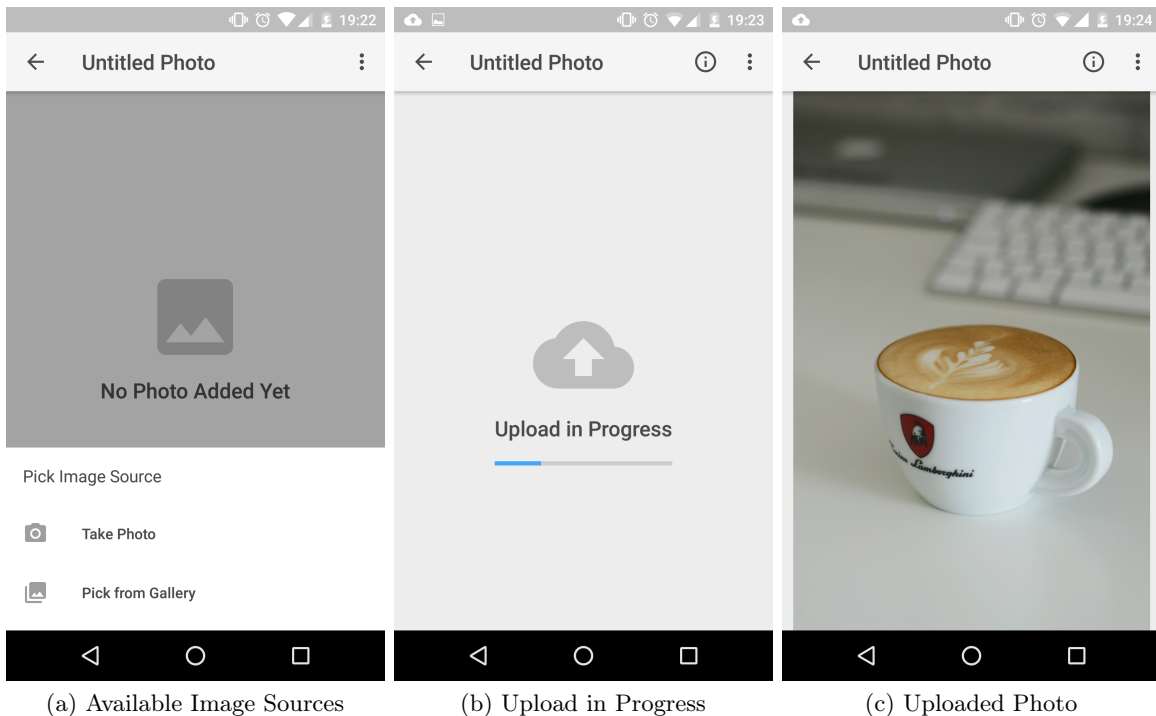 19:22
Untitled Photo
No Photo Added Yet
Pick Image Source
Take Photo
Pick from Gallery
(a) Available Image Sources
19:23
Untitled Photo
Upload in Progress
(b) Upload in Progress
19:24
Untitled Photo
Lamborghini
(c) Uploaded Photo